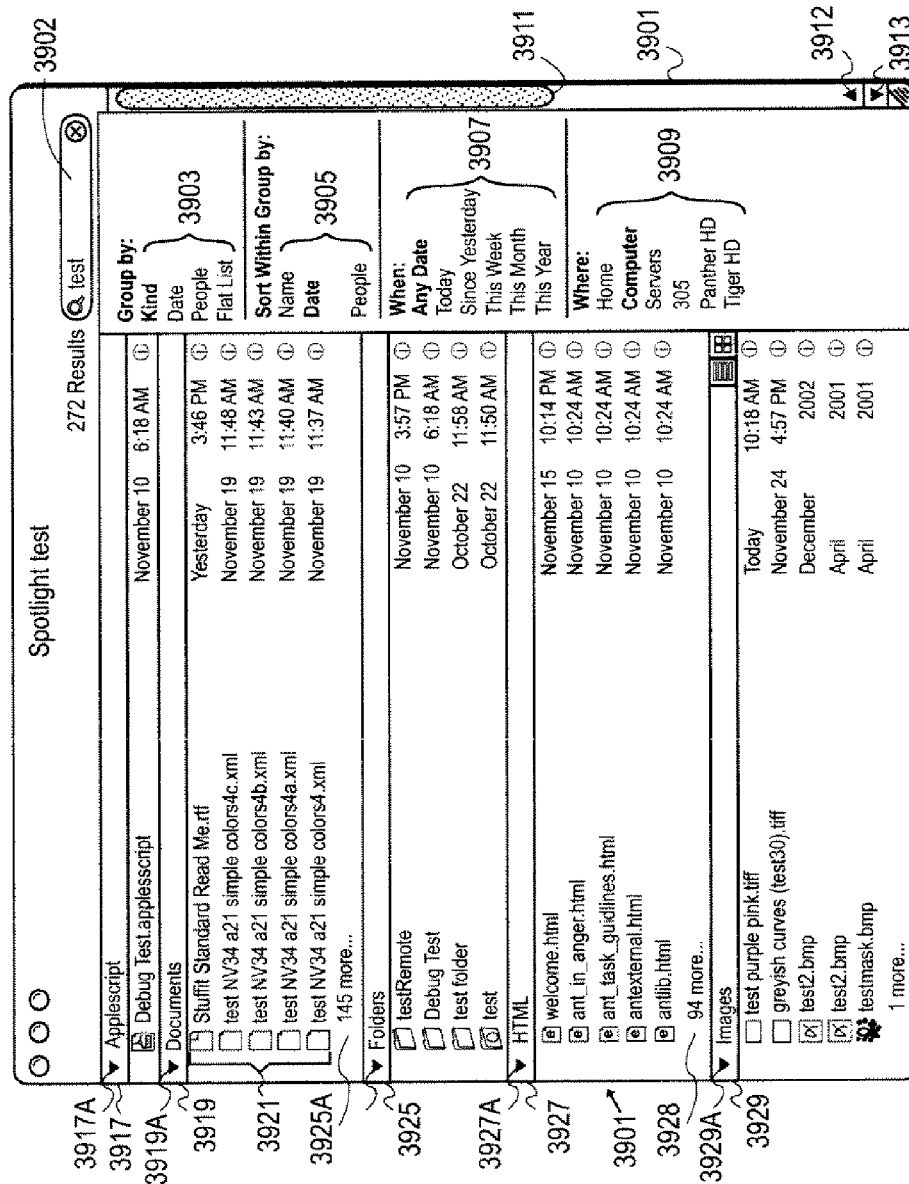 Spotlight test
272 Results test
3902
3917A
3917
Applescript
Debug Test.applesscript November 10 6:18 AM
3919A
3919
Documents
Stuffit Standard Read Me.rtf Yesterday 3:46 PM
test NV34 a21 simple colors4c.xml November 19 11:48 AM
test NV34 a21 simple colors4b.xml November 19 11:43 AM
test NV34 a21 simple colors4a.xml November 19 11:40 AM
test NV34 a21 simple colors4.xml November 19 11:37 AM
3921
145 more...
3925A
3925
Folders
testRemote November 10 3:57 PM
Debug Test November 10 6:18 AM
test folder October 22 11:58 AM
test October 22 11:50 AM
3927A
3927
HTML
welcome.html November 15 10:14 PM
ant_in_anger.html November 10 10:24 AM
ant_task_guidlines.html November 10 10:24 AM
antexternal.html November 10 10:24 AM
antlib.html November 10 10:24 AM
3901
94 more...
3928
3929A
3929
Images
test purple pink.tiff Today 10:18 AM
greyish curves (test30).tiff November 24 4:57 PM
test2.bmp December 2002
test2.bmp April 2001
testmask.bmp April 2001
1 more...
Group by:
Kind
Date
People
Flat List
3903
Sort Within Group by:
Name
Date
People
3905
When:
Any Date
Today
Since Yesterday
This Week
This Month
This Year
3907
Where:
Home
Computer
Servers
305
Panther HD
Tiger HD
3909
3911
3901
3912
3913